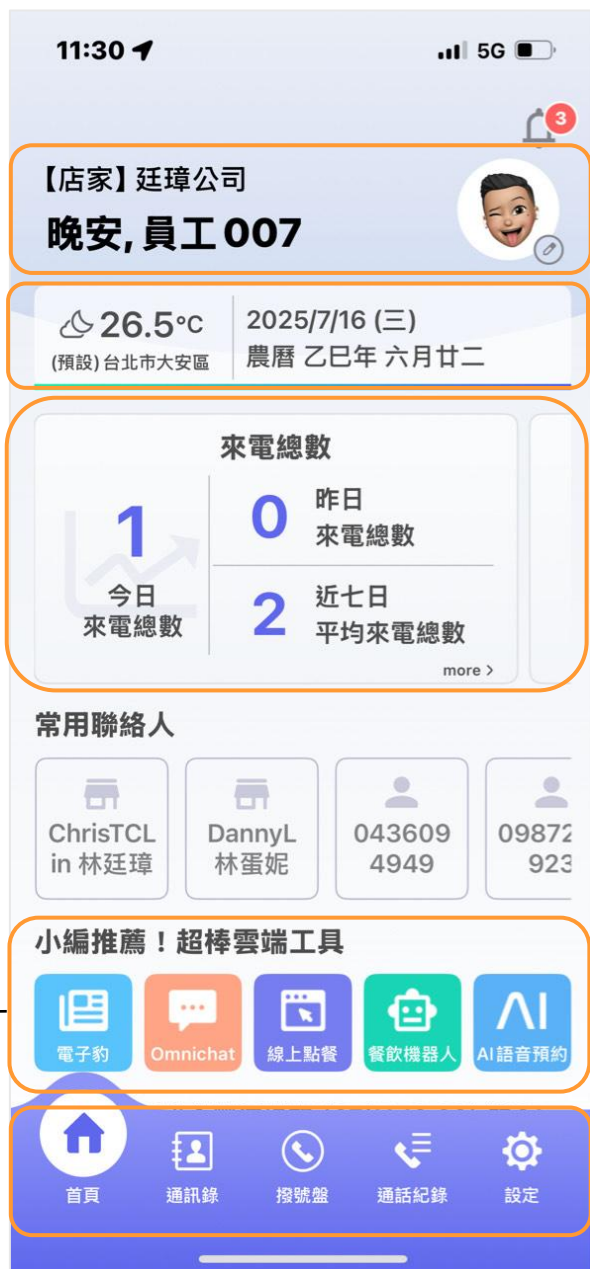 11:30
5G
3
【店家】廷璋公司
晚安, 員工 007
26.5°C
(預設) 台北市大安區
2025/7/16 (三)
農曆 乙巳年 六月廿二
來電總數
1
今日
來電總數
0
昨日
來電總數
2
近七日
平均來電總數
more >
常用聯絡人
ChrisTCL
in 林廷璋
DannyL
林蛋妮
043609
4949
09872
923
小編推薦！超棒雲端工具
電子豹
Omnichat
線上點餐
餐飲機器人
AI
AI語音預約
首頁
通訊錄
撥號盤
通話紀錄
設定